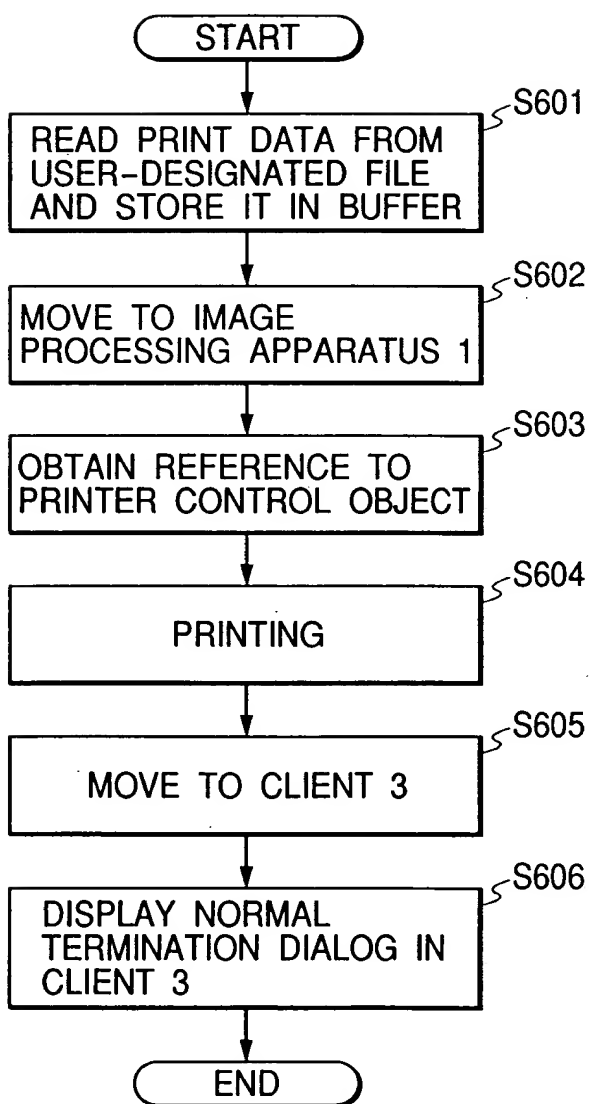 START
S601
READ PRINT DATA FROM
USER-DESIGNATED FILE
AND STORE IT IN BUFFER
S602
MOVE TO IMAGE
PROCESSING APPARATUS 1
S603
OBTAIN REFERENCE TO
PRINTER CONTROL OBJECT
S604
PRINTING
S605
MOVE TO CLIENT 3
S606
DISPLAY NORMAL
TERMINATION DIALOG IN
CLIENT 3
END